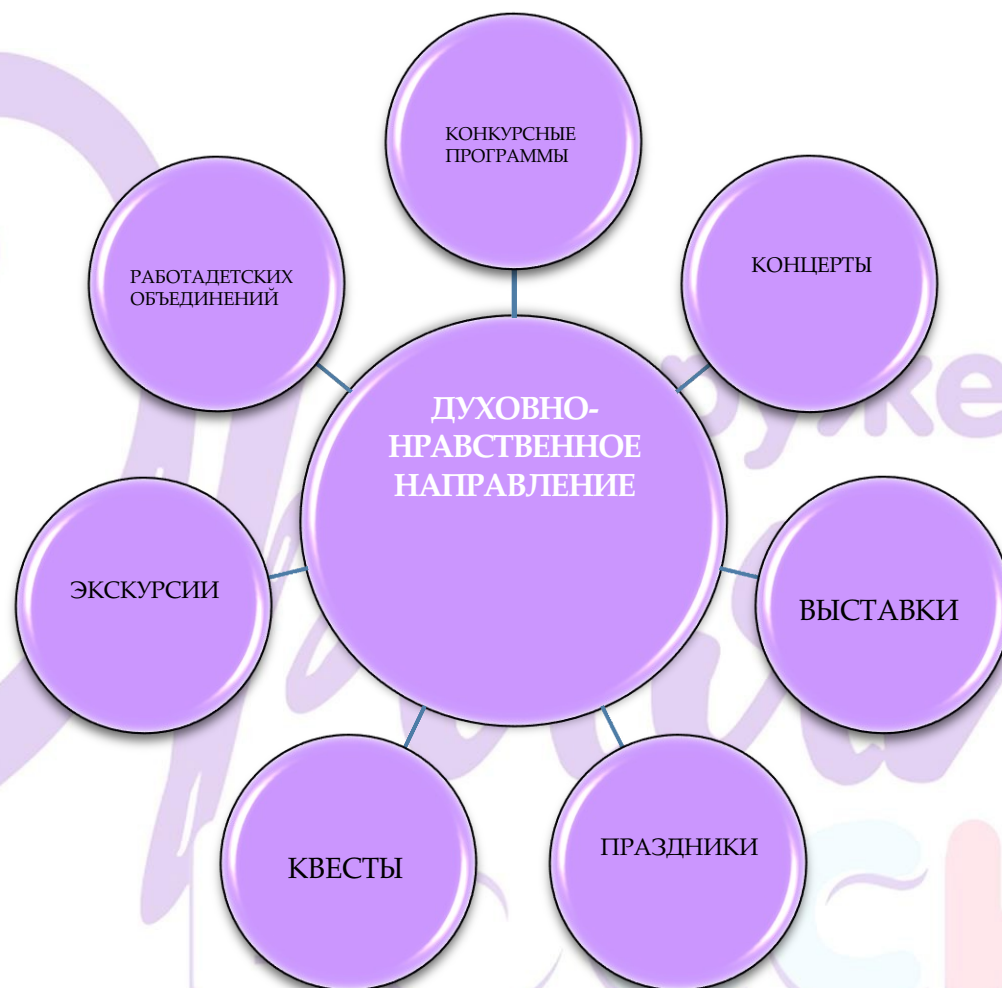 КОНКУРСНЫЕ
ПРОГРАММЫ
КОНЦЕРТЫ
РАБОТАДЕТСКИХ
ОБЪЕДИНЕНИЙ
ДУХОВНО-
НРАВСТВЕННОЕ
НАПРАВЛЕНИЕ
ЭКСКУРСИИ
ВЫСТАВКИ
КВЕСТЫ
ПРАЗДНИКИ